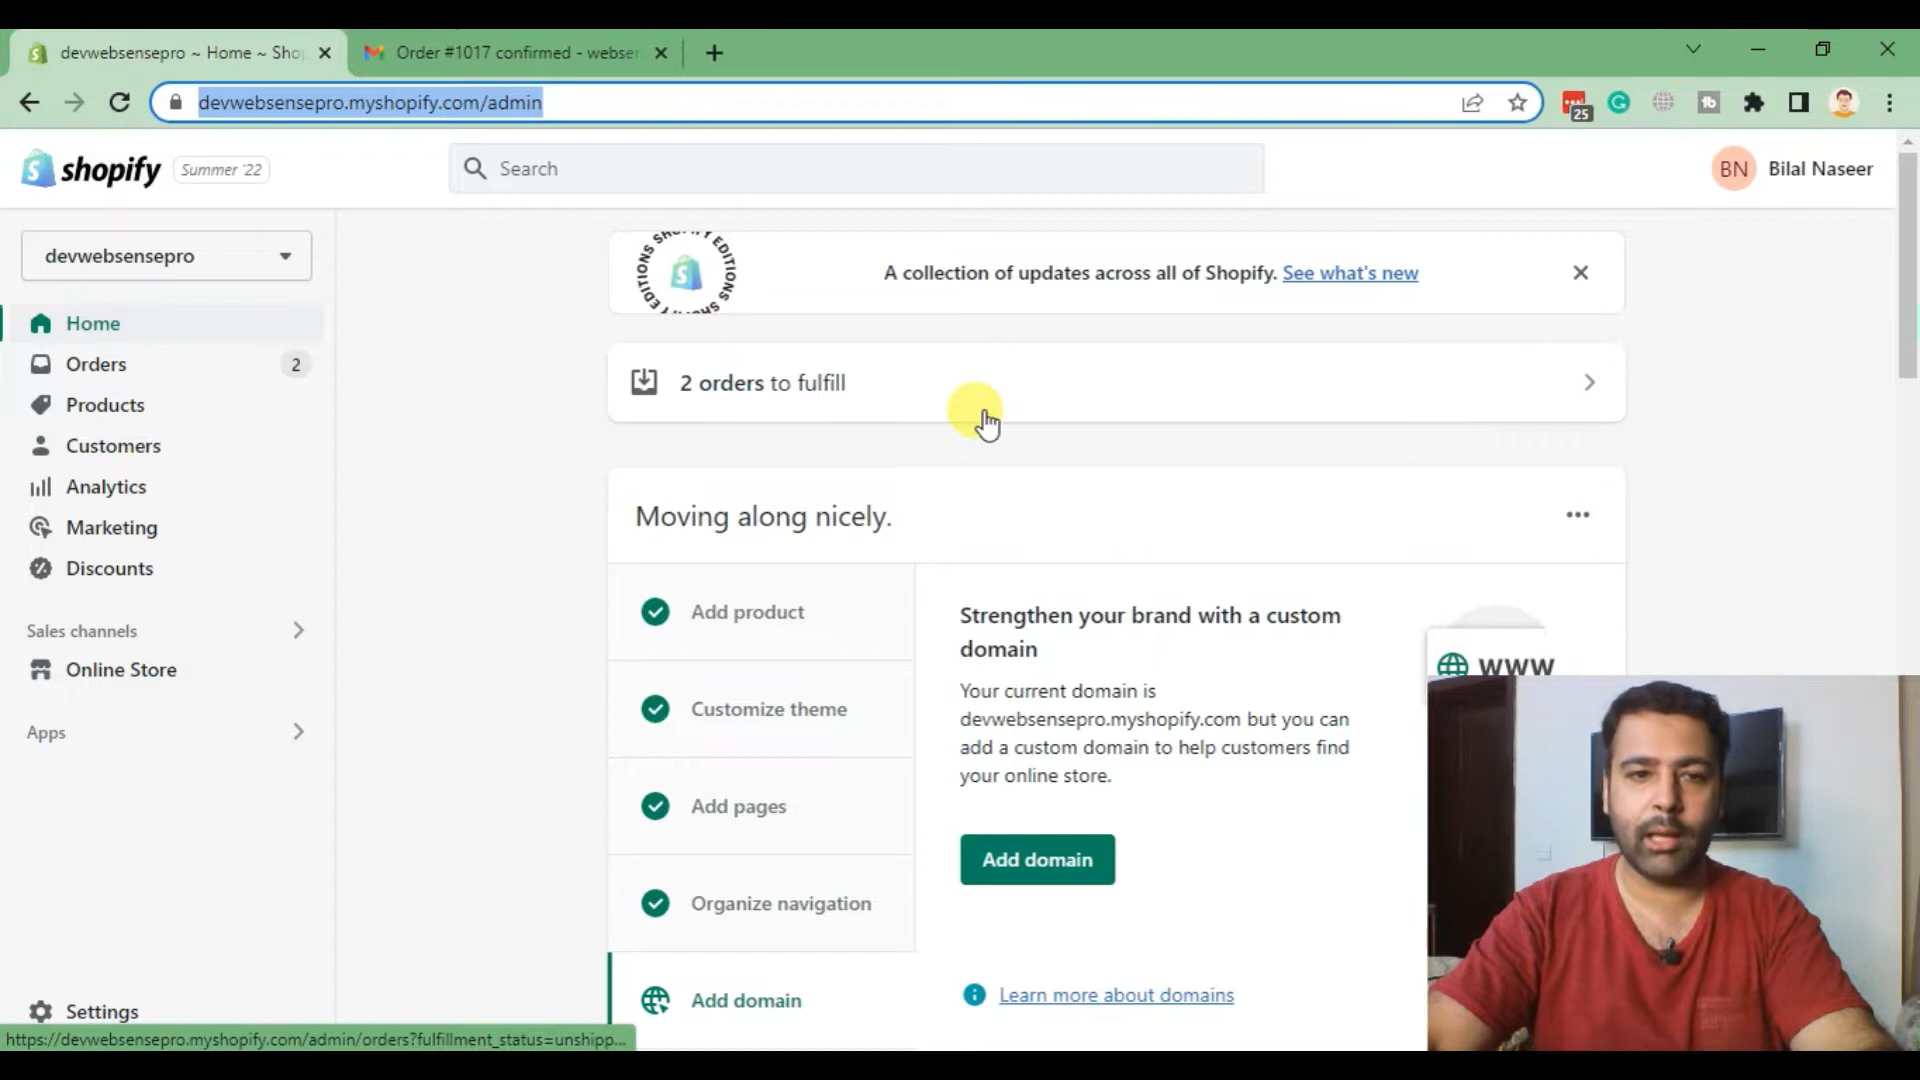 devwebsensepro ~ Home ~ Sho
Order #1017 confirmed - webser
devwebsensepro.myshopify.com/admin
25
shopify
Summer '22
Search
BN
Bilal Naseer
devwebsensepro
SHOPIFY EDITIONS
A collection of updates across all of Shopify. See what's new
Home
Orders
2
2 orders to fulfill
Products
Customers
Analytics
Marketing
Discounts
Sales channels
Online Store
Apps
Settings
Moving along nicely.
Add product
Customize theme
Add pages
Organize navigation
Add domain
Strengthen your brand with a custom
domain
Your current domain is
devwebsensepro.myshopify.com but you can
add a custom domain to help customers find
your online store.
Add domain
Learn more about domains
www
https://devwebsensepro.myshopify.com/admin/orders?fulfillment_status=unshipp...